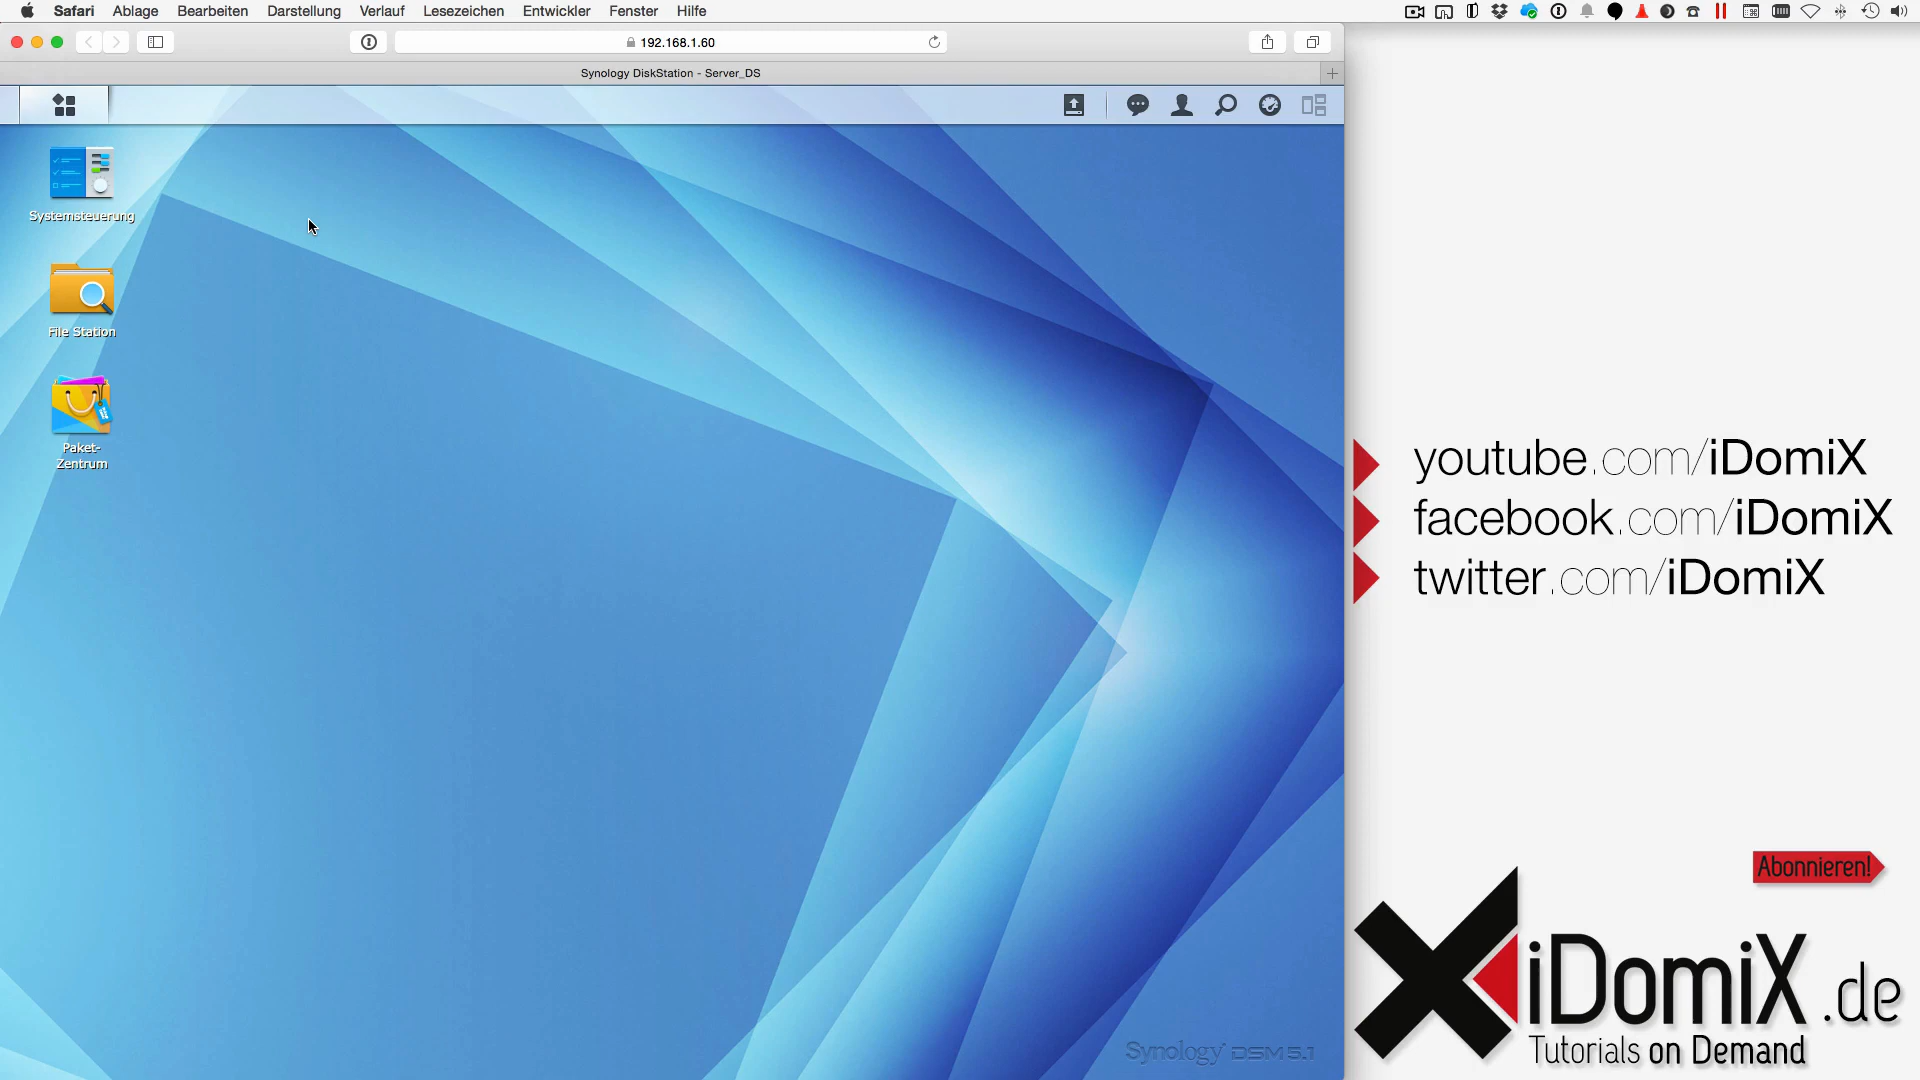 Safari Ablage Bearbeiten Darstellung Verlauf Lesezeichen Entwickler Fenster Hilfe
192.168.1.60
Synology DiskStation - Server_DS
Systemsteuerung
File Station
Paket-
Zentrum
youtube.com/iDomiX
facebook.com/iDomiX
twitter.com/iDomiX
Abonnieren!
iDomiX.de
Tutorials on Demand
Synology DSM 5.1